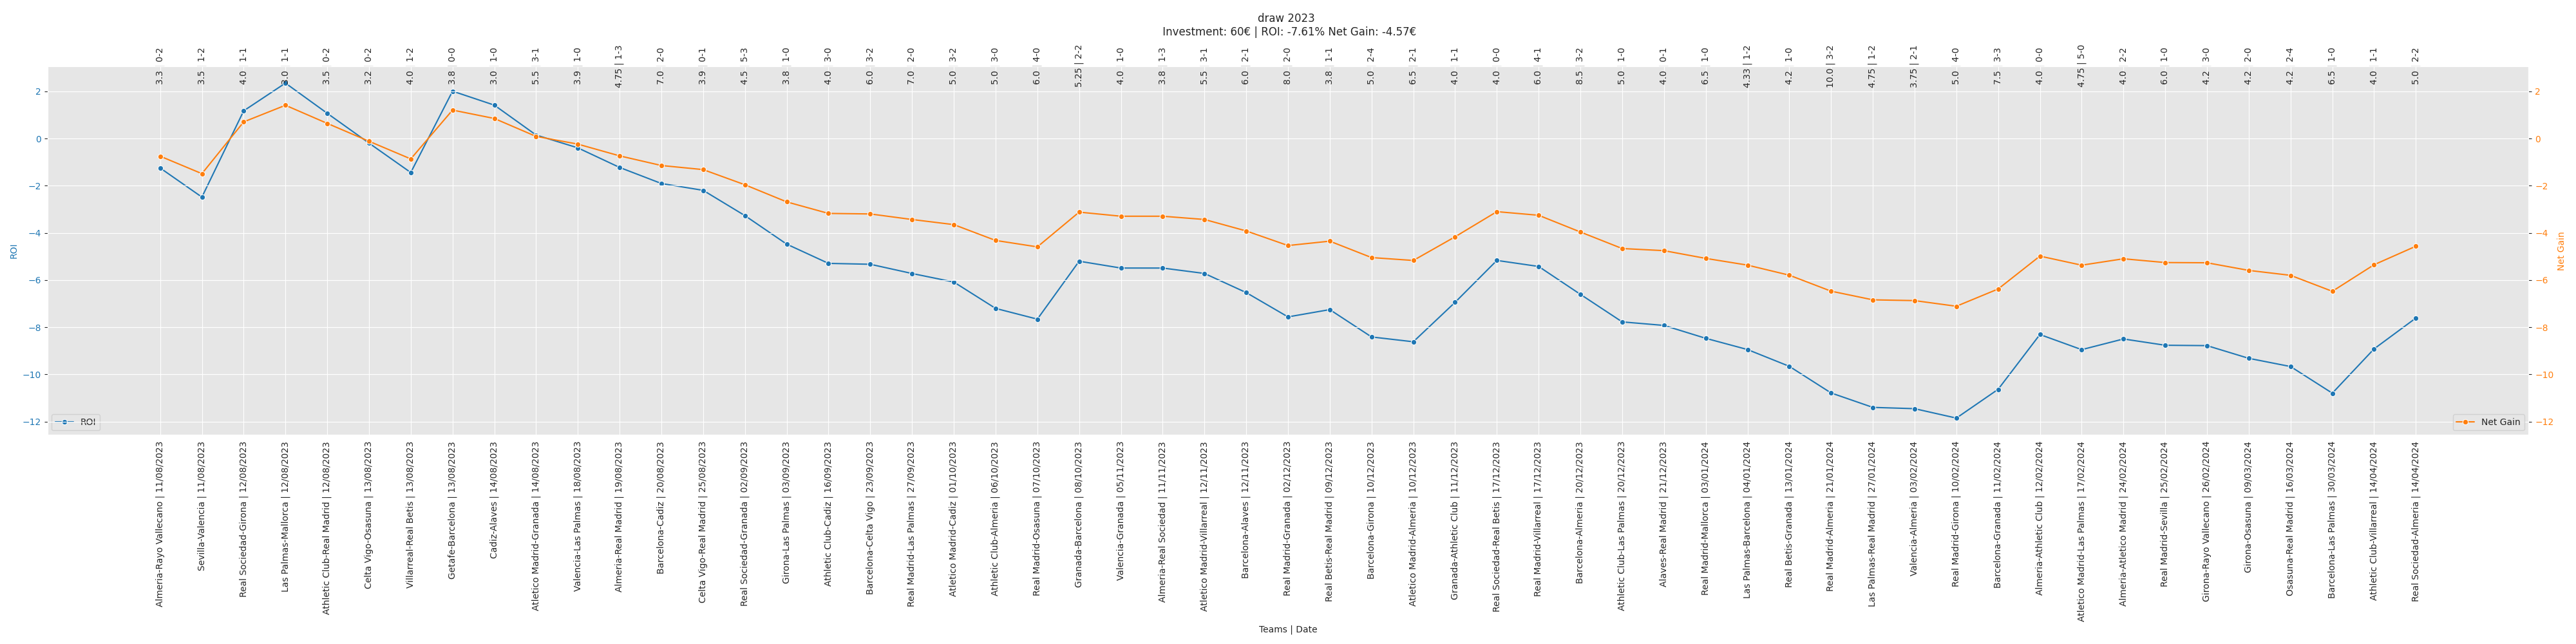 draw 2023
Investment: 60€ | ROI: -7.61% Net Gain: -4.57€
3.3 | 0-2
3.5 | 1-2
4.0 | 1-1
3.0 | 1-1
3.5 | 0-2
3.2 | 0-2
4.0 | 1-2
3.8 | 0-0
3.0 | 1-0
5.5 | 3-1
3.9 | 1-0
4.75 | 1-3
7.0 | 2-0
3.9 | 0-1
4.5 | 5-3
3.8 | 1-0
4.0 | 3-0
6.0 | 3-2
7.0 | 2-0
5.0 | 3-2
5.0 | 3-0
6.0 | 4-0
5.25 | 2-2
4.0 | 1-0
3.8 | 1-3
5.5 | 3-1
6.0 | 2-1
8.0 | 2-0
3.8 | 1-1
5.0 | 2-4
6.5 | 2-1
4.0 | 1-1
4.0 | 0-0
6.0 | 4-1
8.5 | 3-2
5.0 | 1-0
4.0 | 0-1
6.5 | 1-0
4.33 | 1-2
4.2 | 1-0
10.0 | 3-2
4.75 | 1-2
3.75 | 2-1
5.0 | 4-0
7.5 | 3-3
4.0 | 0-0
4.75 | 5-0
4.0 | 2-2
6.0 | 1-0
4.2 | 3-0
4.2 | 2-0
4.2 | 2-4
6.5 | 1-0
4.0 | 1-1
5.0 | 2-2
ROI
2
0
−2
−4
−6
−8
−10
−12
2
0
−2
−4
−6
−8
−10
−12
Net Gain
ROI
Net Gain
Almeria-Rayo Vallecano | 11/08/2023
Sevilla-Valencia | 11/08/2023
Real Sociedad-Girona | 12/08/2023
Las Palmas-Mallorca | 12/08/2023
Athletic Club-Real Madrid | 12/08/2023
Celta Vigo-Osasuna | 13/08/2023
Villarreal-Real Betis | 13/08/2023
Getafe-Barcelona | 13/08/2023
Cadiz-Alaves | 14/08/2023
Atletico Madrid-Granada | 14/08/2023
Valencia-Las Palmas | 18/08/2023
Almeria-Real Madrid | 19/08/2023
Barcelona-Cadiz | 20/08/2023
Celta Vigo-Real Madrid | 25/08/2023
Real Sociedad-Granada | 02/09/2023
Girona-Las Palmas | 03/09/2023
Athletic Club-Cadiz | 16/09/2023
Barcelona-Celta Vigo | 23/09/2023
Real Madrid-Las Palmas | 27/09/2023
Atletico Madrid-Cadiz | 01/10/2023
Athletic Club-Almeria | 06/10/2023
Real Madrid-Osasuna | 07/10/2023
Granada-Barcelona | 08/10/2023
Valencia-Granada | 05/11/2023
Almeria-Real Sociedad | 11/11/2023
Atletico Madrid-Villarreal | 12/11/2023
Barcelona-Alaves | 12/11/2023
Real Madrid-Granada | 02/12/2023
Real Betis-Real Madrid | 09/12/2023
Barcelona-Girona | 10/12/2023
Atletico Madrid-Almeria | 10/12/2023
Granada-Athletic Club | 11/12/2023
Real Sociedad-Real Betis | 17/12/2023
Real Madrid-Villarreal | 17/12/2023
Barcelona-Almeria | 20/12/2023
Athletic Club-Las Palmas | 20/12/2023
Alaves-Real Madrid | 21/12/2023
Real Madrid-Mallorca | 03/01/2024
Las Palmas-Barcelona | 04/01/2024
Real Betis-Granada | 13/01/2024
Real Madrid-Almeria | 21/01/2024
Las Palmas-Real Madrid | 27/01/2024
Valencia-Almeria | 03/02/2024
Real Madrid-Girona | 10/02/2024
Barcelona-Granada | 11/02/2024
Almeria-Athletic Club | 12/02/2024
Atletico Madrid-Las Palmas | 17/02/2024
Almeria-Atletico Madrid | 24/02/2024
Real Madrid-Sevilla | 25/02/2024
Girona-Rayo Vallecano | 26/02/2024
Girona-Osasuna | 09/03/2024
Osasuna-Real Madrid | 16/03/2024
Barcelona-Las Palmas | 30/03/2024
Athletic Club-Villarreal | 14/04/2024
Real Sociedad-Almeria | 14/04/2024
Teams | Date